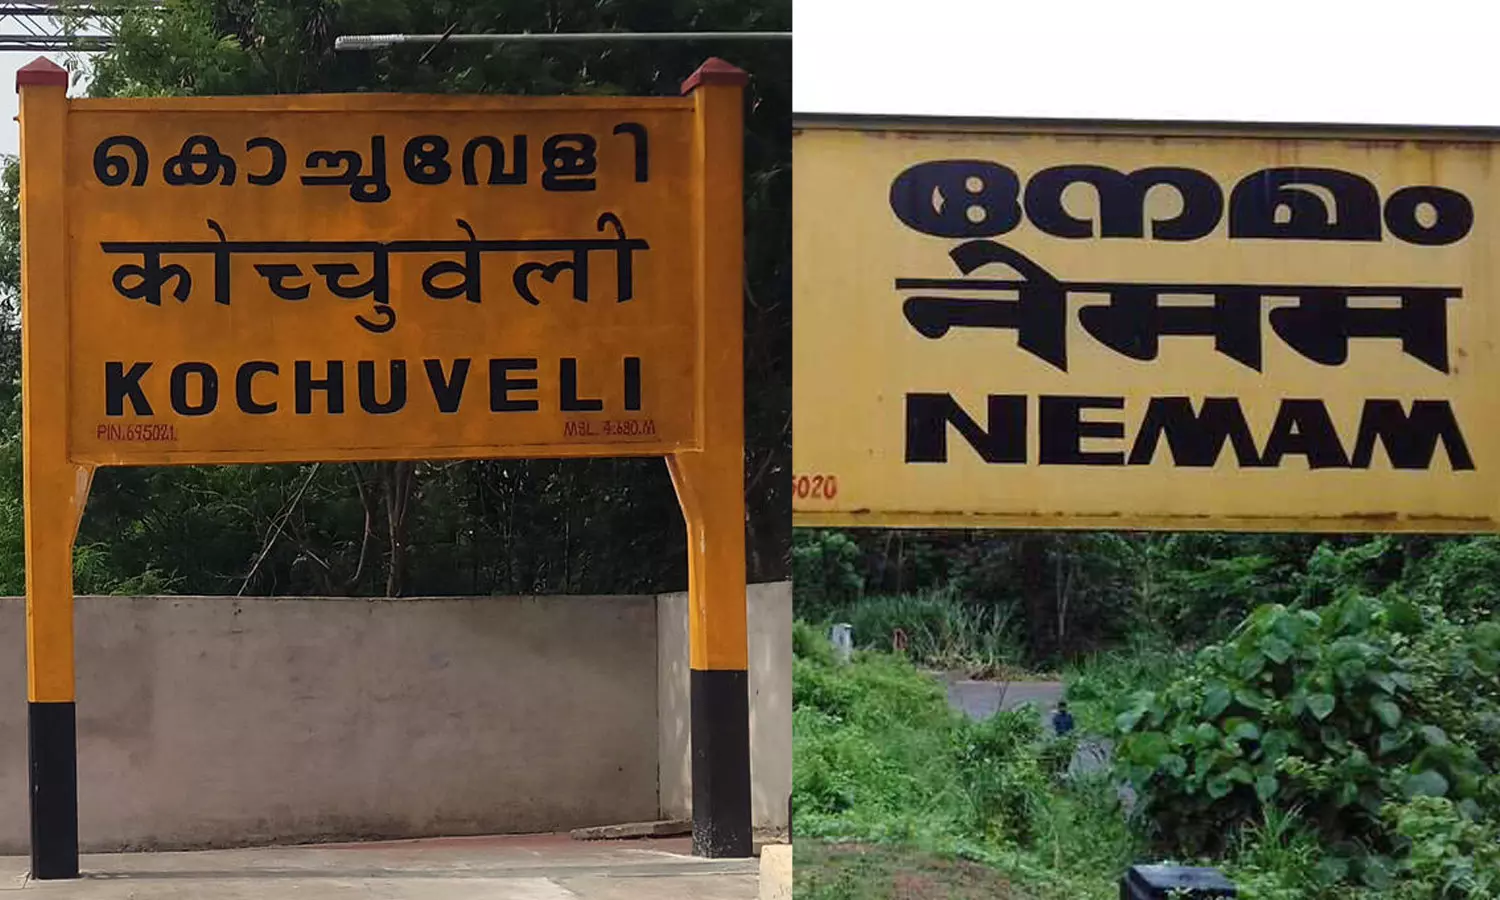 കൊച്ചുവേളി
कोच्चुवेली
KOCHUVELI
PIN.695021.
MSL. 4.680.M
നേമം
नेमम
NEMAM
5020